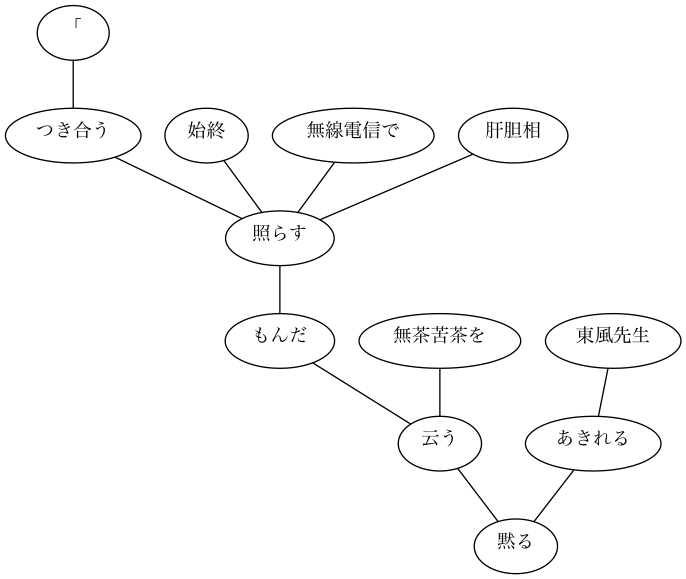 「
つき合う
始終
無線電信で
肝胆相
照らす
もんだ
無茶苦茶を
東風先生
云う
あきれる
黙る